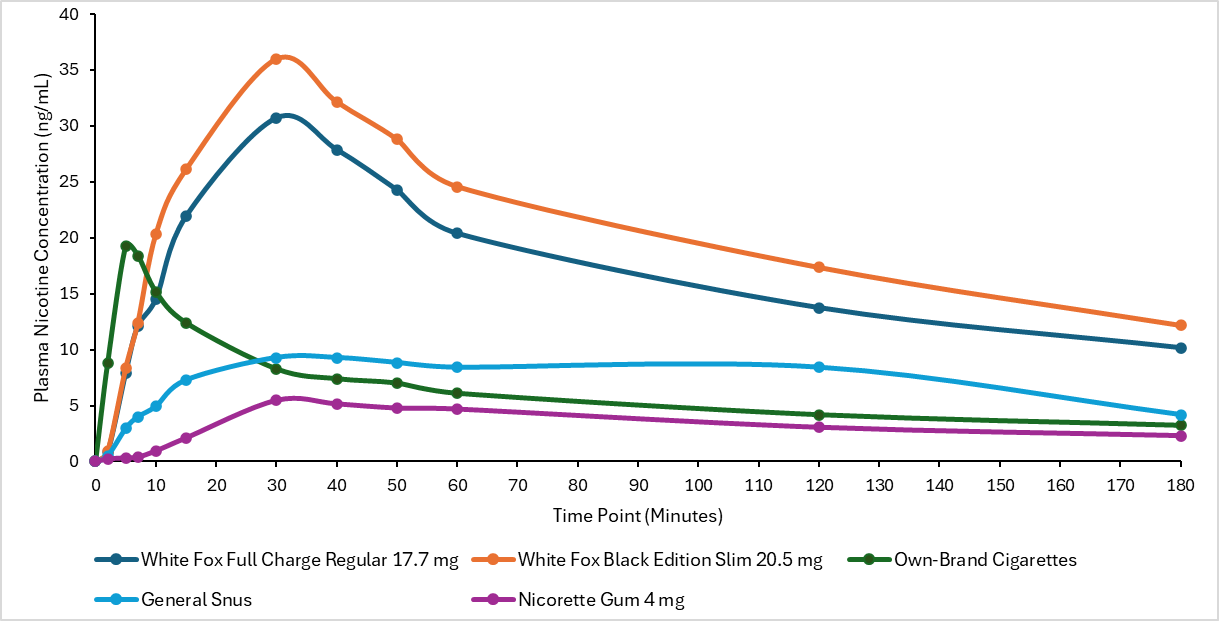 Plasma Nicotine Concentration (ng/mL)
40
35
30
25
20
15
10
5
0
0 10 20 30 40 50 60 70 80 90 100 110 120 130 140 150 160 170 180
Time Point (Minutes)
White Fox Full Charge Regular 17.7 mg White Fox Black Edition Slim 20.5 mg Own-Brand Cigarettes
General Snus Nicorette Gum 4 mg